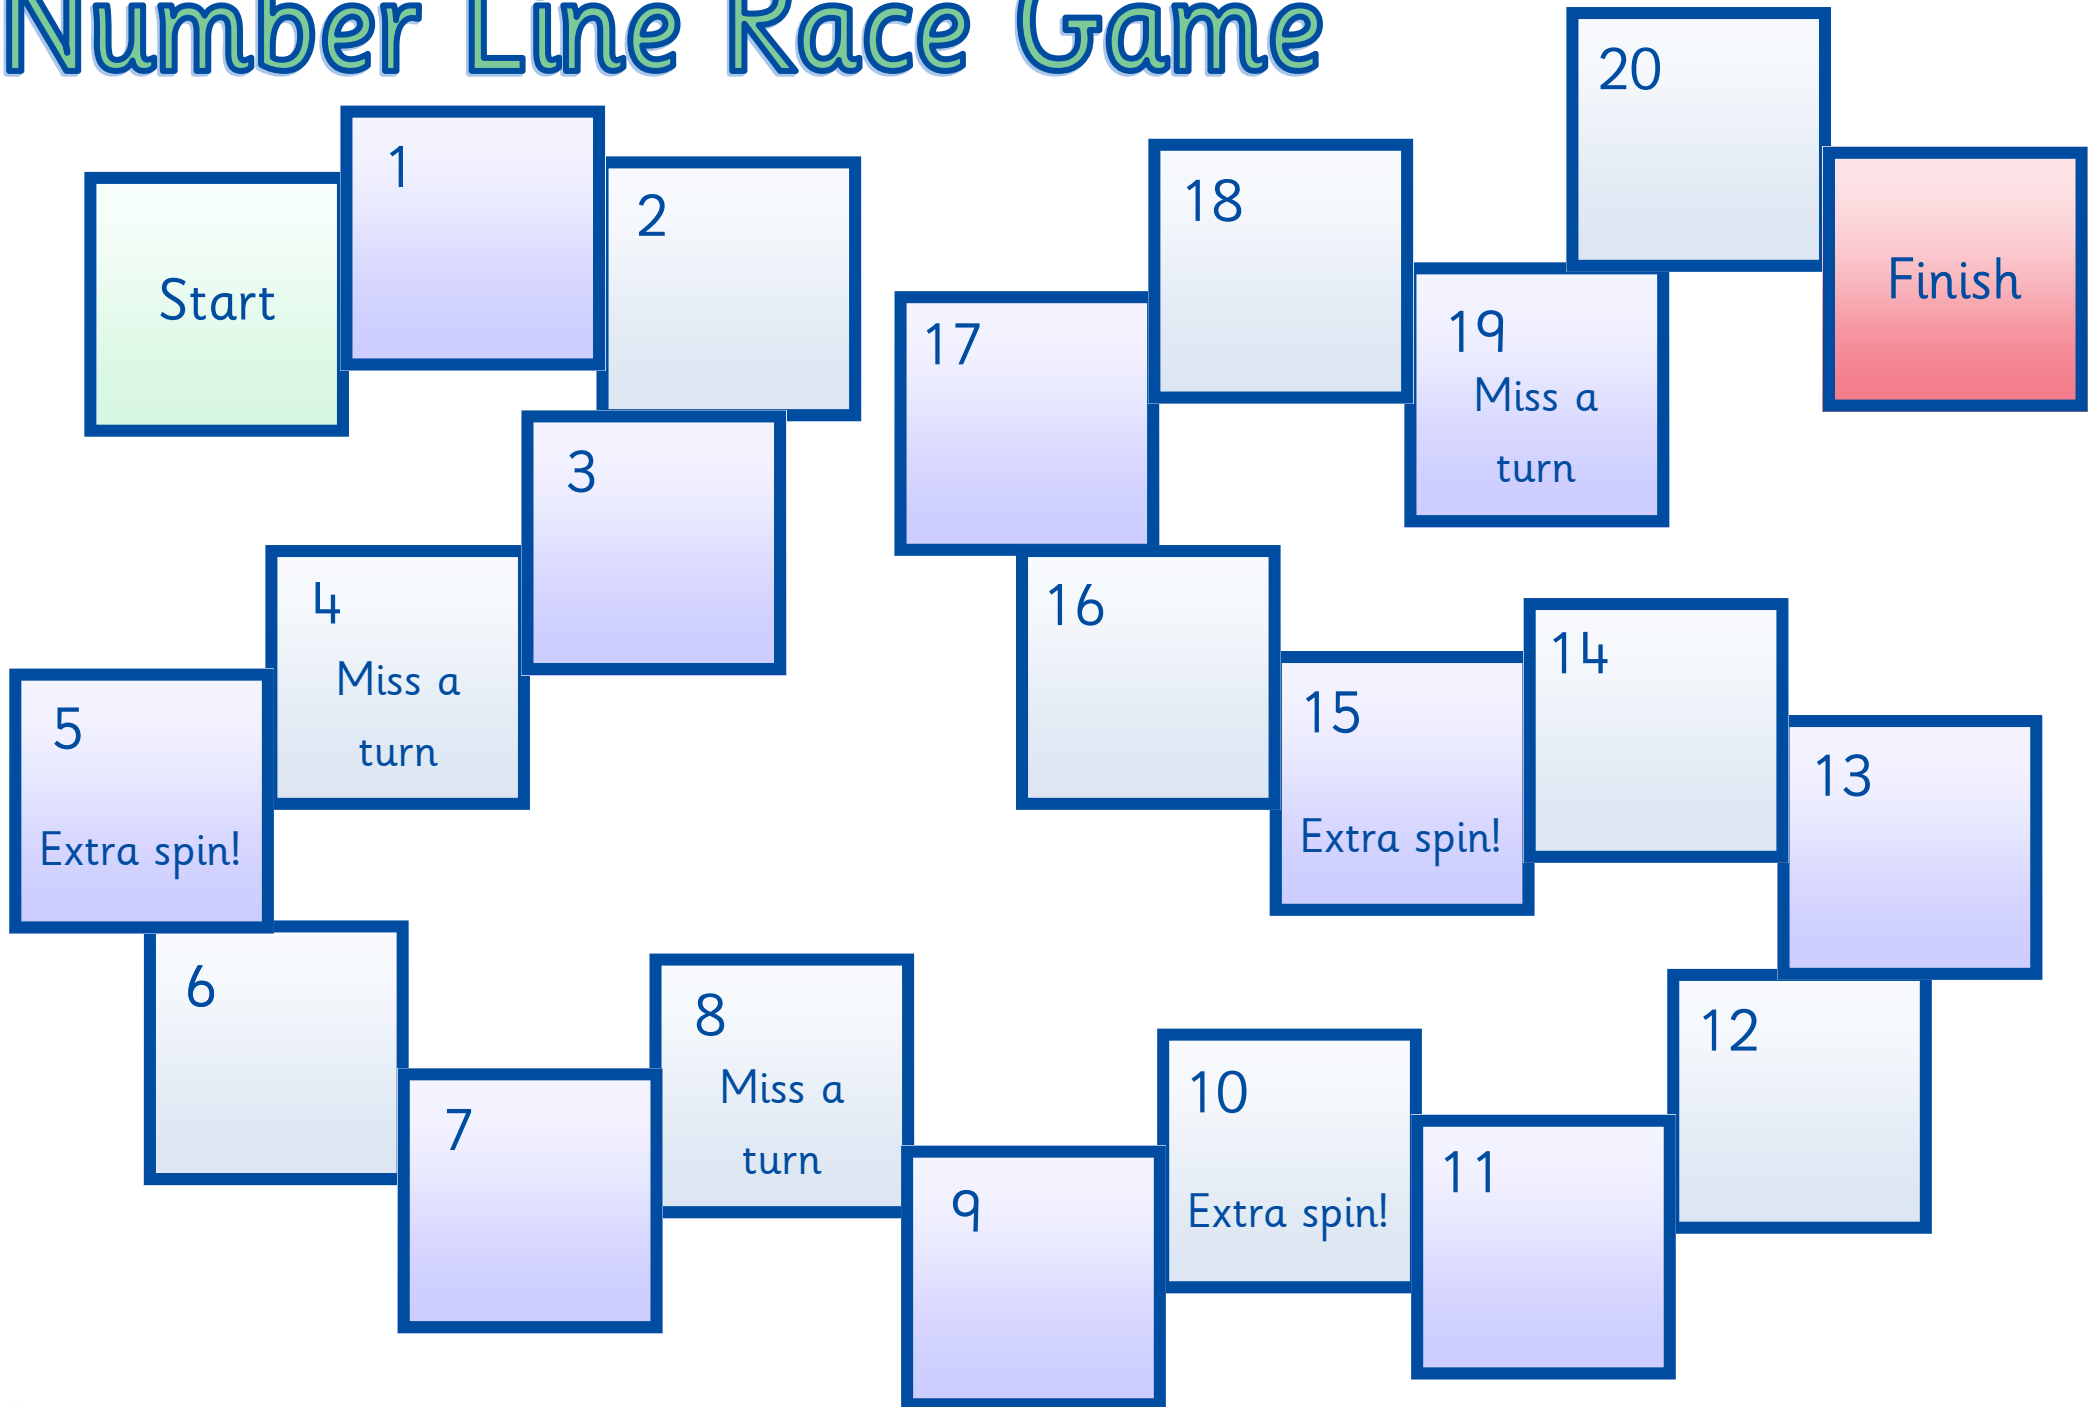 Number Line Race Game
Start
1
2
3
4
Miss a
turn
5
Extra spin!
6
7
8
Miss a
turn
9
10
Extra spin!
11
12
13
14
15
Extra spin!
16
17
18
19
Miss a
turn
20
Finish